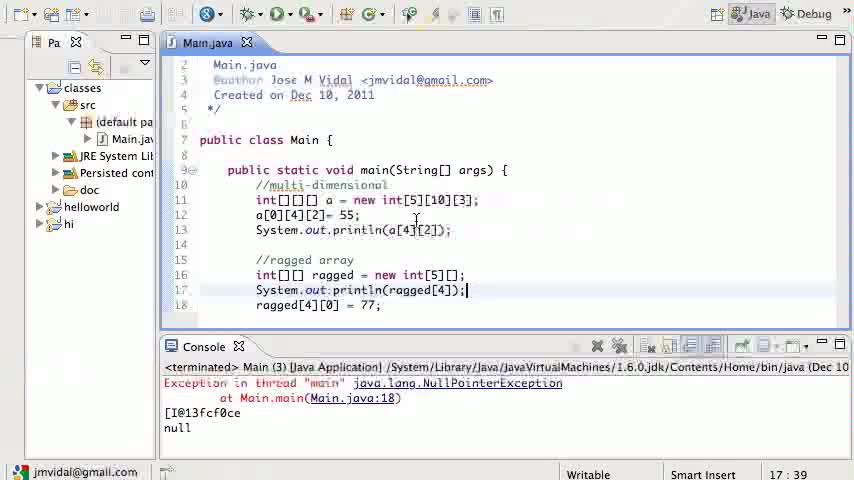 Java
Debug
Pa
Main.java
classes
src
(default pa
Main.jav
JRE System Lib
Persisted cont
doc
helloworld
hi
2 Main.java
3 @author Jose M Vidal <jmvidal@gmail.com>
4 Created on Dec 10, 2011
5 */
6
7 public class Main {
8
9 public static void main(String[] args) {
10 //multi-dimensional
11 int[][][] a = new int[5][10][3];
12 a[0][4][2]= 55;
13 System.out.println(a[4][2]);
14
15 //ragged array
16 int[][] ragged = new int[5][];
17 System.out.println(ragged[4]);
18 ragged[4][0] = 77;
Console
<terminated> Main (3) [Java Application] /System/Library/Java/JavaVirtualMachines/1.6.0.jdk/Contents/Home/bin/java (Dec 10
Exception in thread "main" java.lang.NullPointerException
at Main.main(Main.java:18)
[I@13fcf0ce
null
jmvidal@gmail.com
Writable
Smart Insert
17 : 39